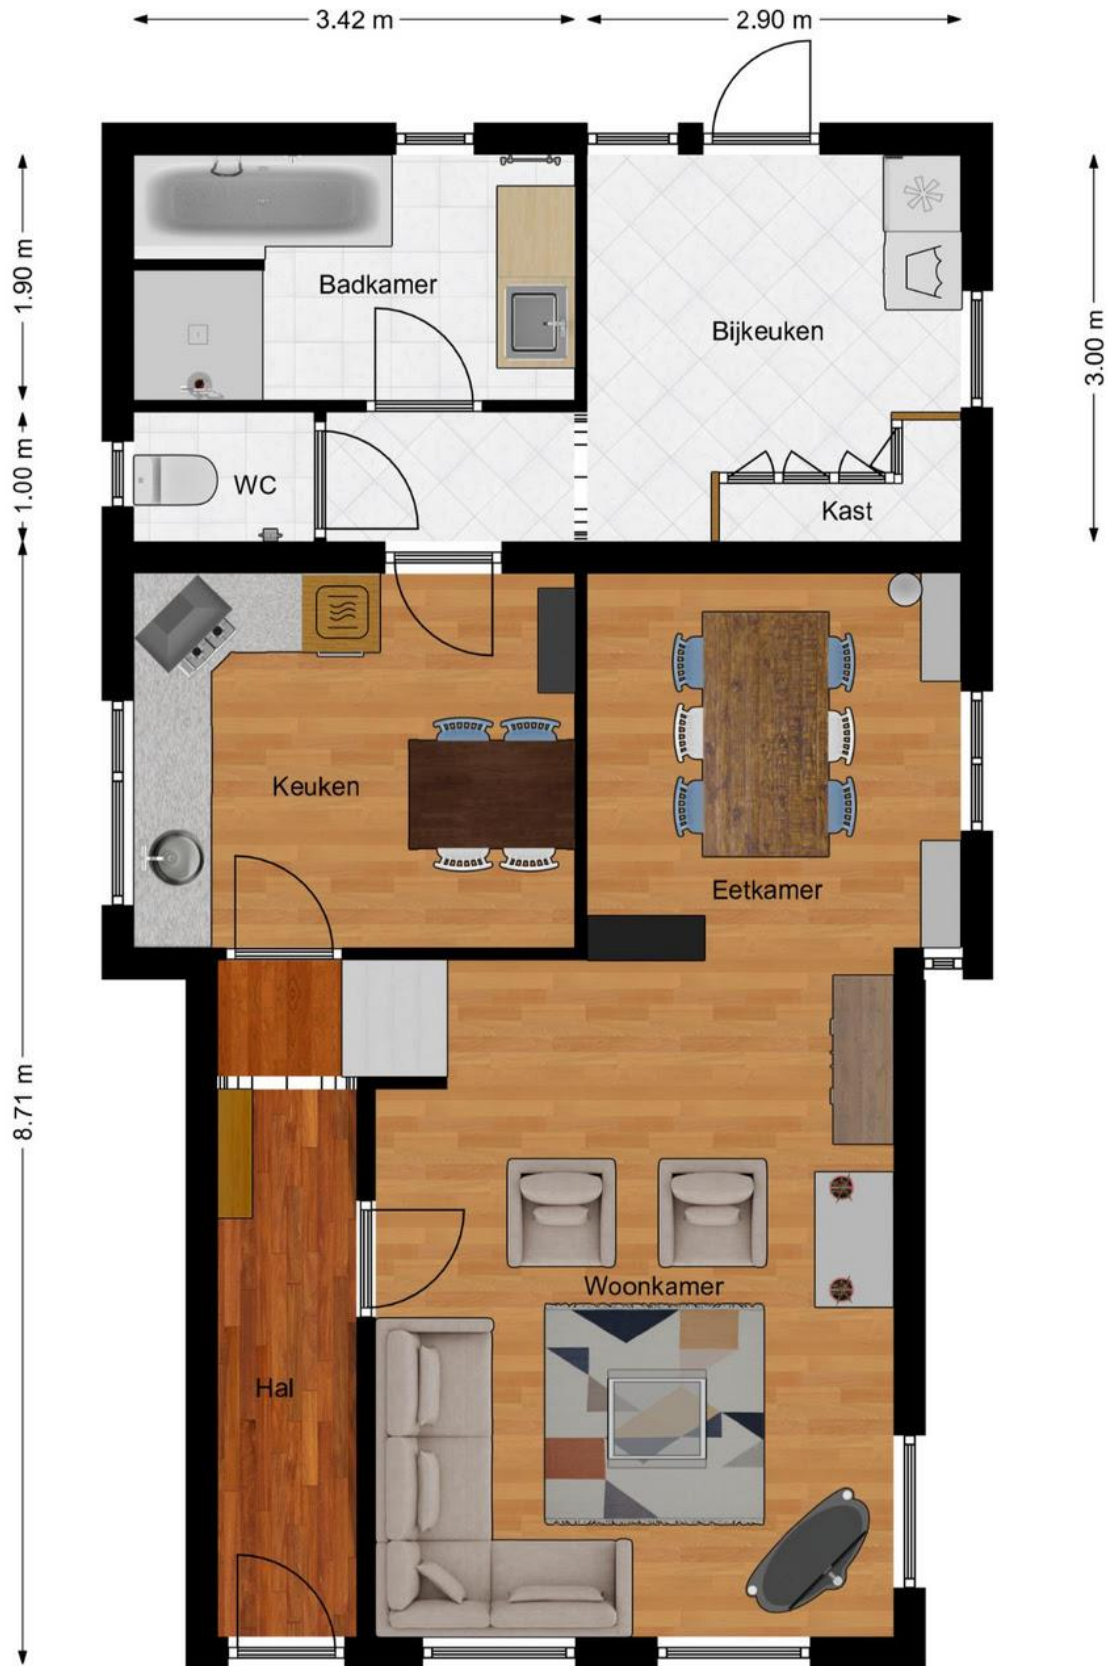 3.42 m
2.90 m
1.90 m
3.00 m
Badkamer
Bijkeuken
1.00 m
WC
Kast
Keuken
Eetkamer
8.71 m
Woonkamer
Hal